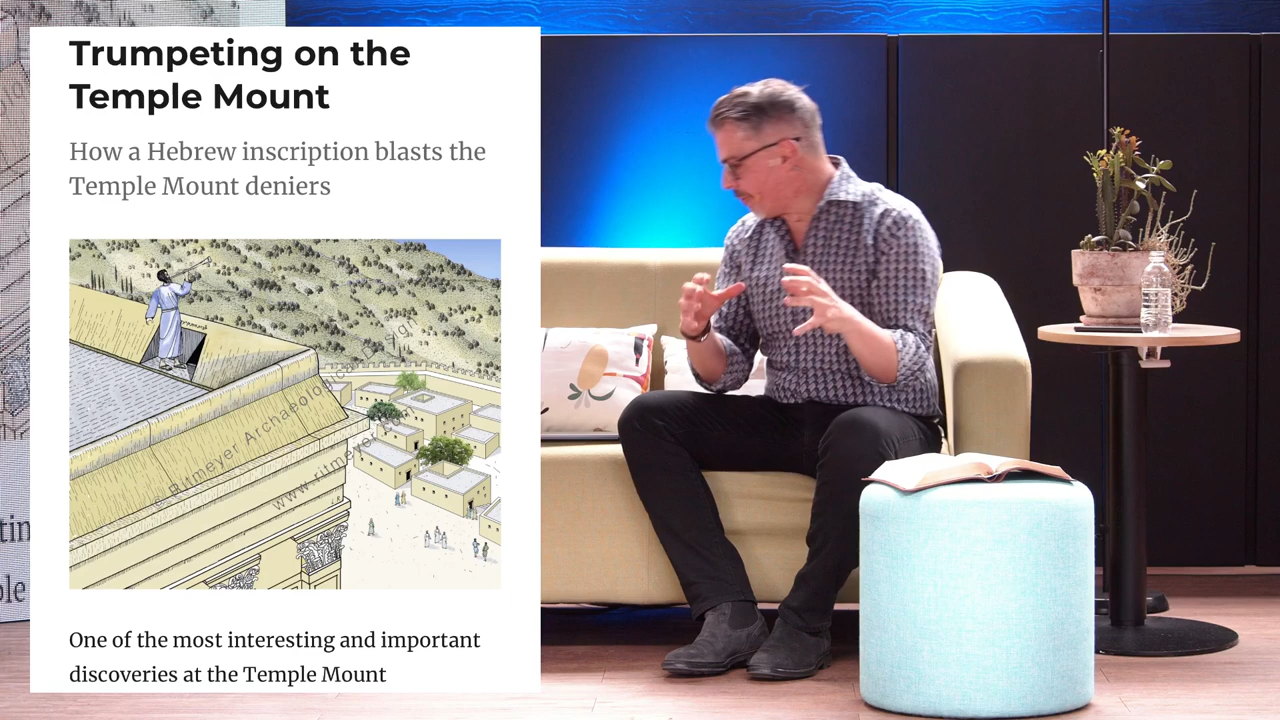 Trumpeting on the
Temple Mount
How a Hebrew inscription blasts the
Temple Mount deniers
© Ritmeyer Archaeological Design
www.ritmeyer.com
One of the most interesting and important
discoveries at the Temple Mount